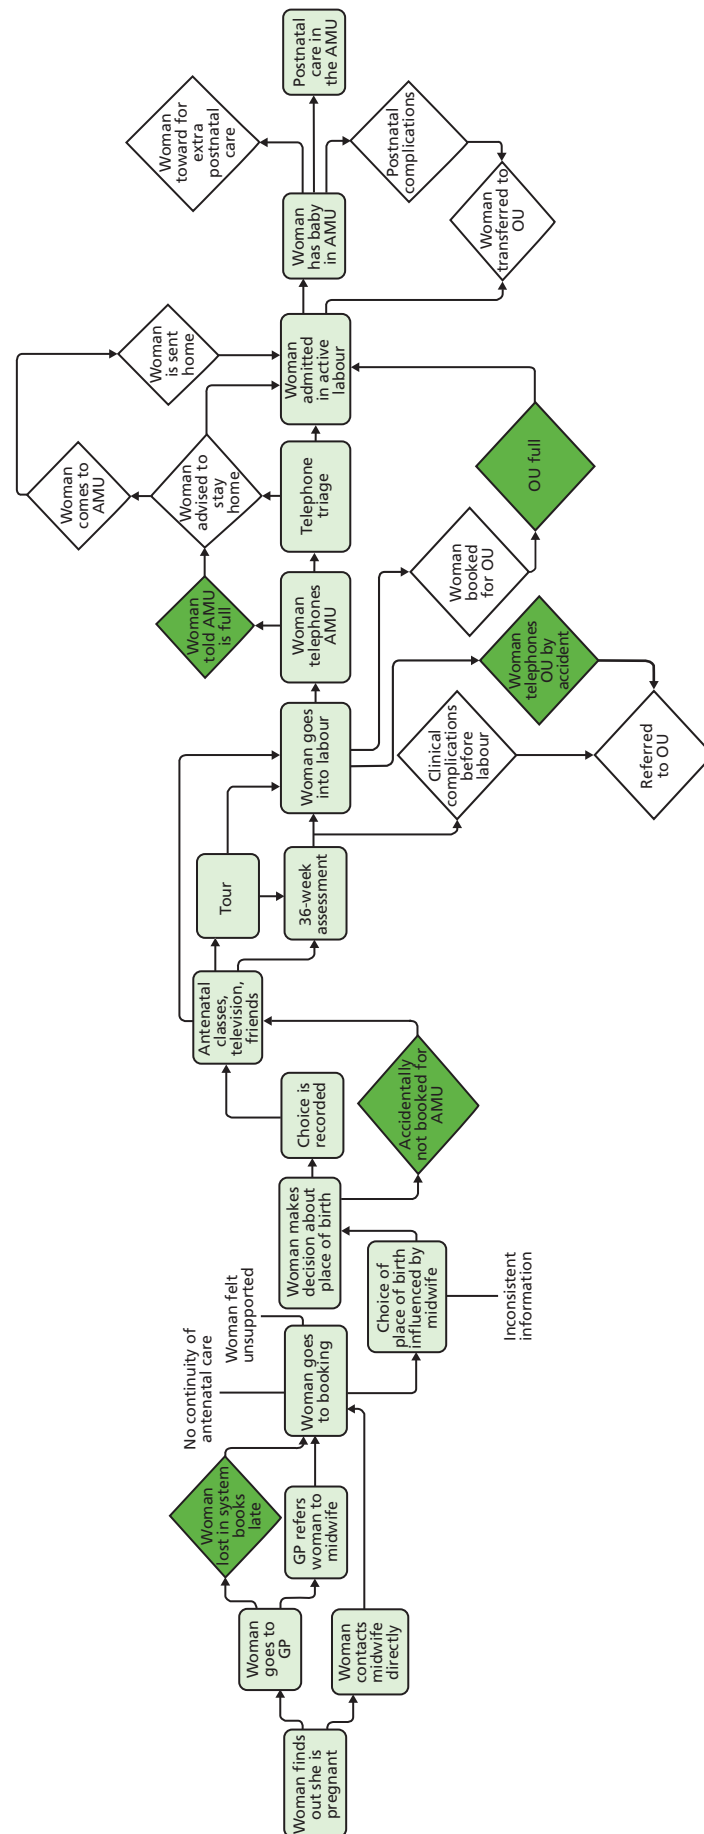 Woman finds
out she is
pregnant
Woman
goes to
GP
Woman
contacts
midwife
directly
Woman
lost in system
books
late
GP refers
woman to
midwife
No continuity of
antenatal care
Woman felt
unsupported
Woman goes
to booking
Choice of
place of birth
influenced by
midwife
Inconsistent
information
Woman makes
decision about
place of birth
Choice is
recorded
Accidentally
not booked for
AMU
Antenatal
classes,
television,
friends
Tour
36-week
assessment
Woman goes
into labour
Clinical
complications
before
labour
Referred
to OU
Woman
telephones
OU by
accident
Woman
told AMU
is full
Woman
telephones
AMU
Woman
booked
for OU
Woman
comes to
AMU
Woman
advised to
stay
home
Telephone
triage
OU full
Woman
is sent
home
Woman
admitted
in active
labour
Woman
has baby
in AMU
Woman
transferred to
OU
Woman
toward for
extra
postnatal
care
Postnatal
care in
the AMU
Postnatal
complications